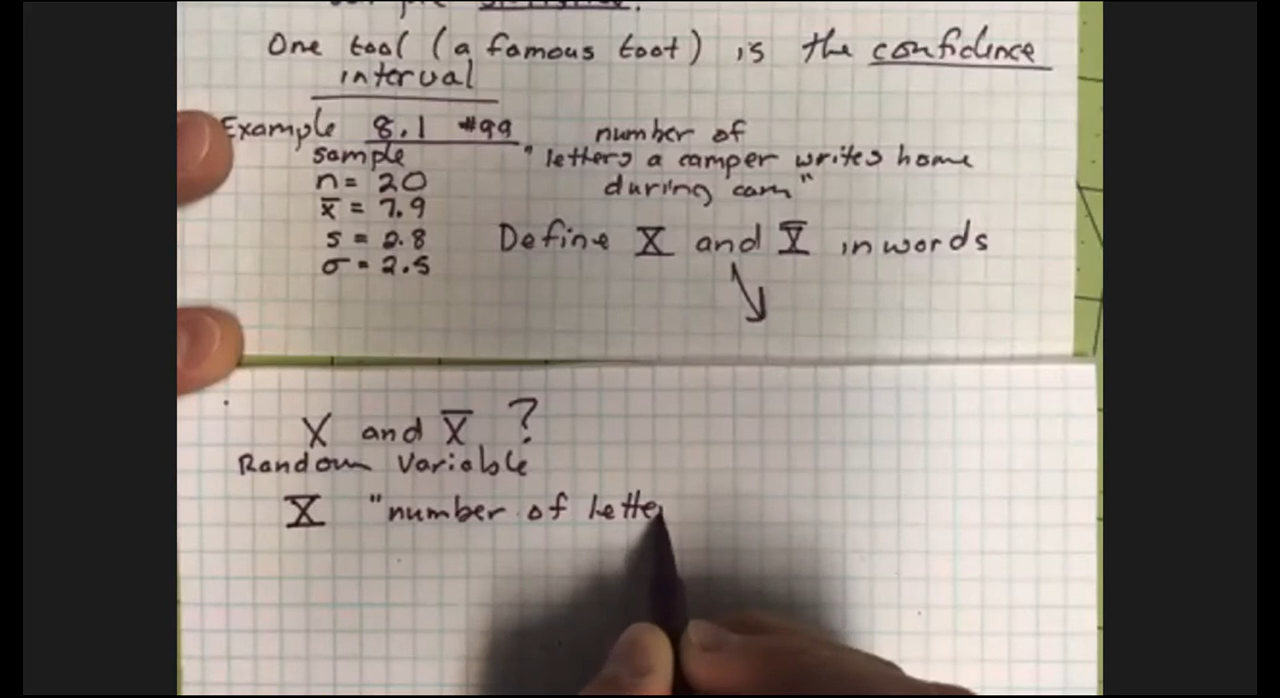 One tool (a famous toot) is the confidence
interval
Example 8.1 #99
sample
n = 20
x̄ = 7.9
s = 2.8
σ = 2.5
number of
"letters a camper writes home
during cam"
Define X and X̄ in words
X and X̄ ?
Random Variable
X "number of lette